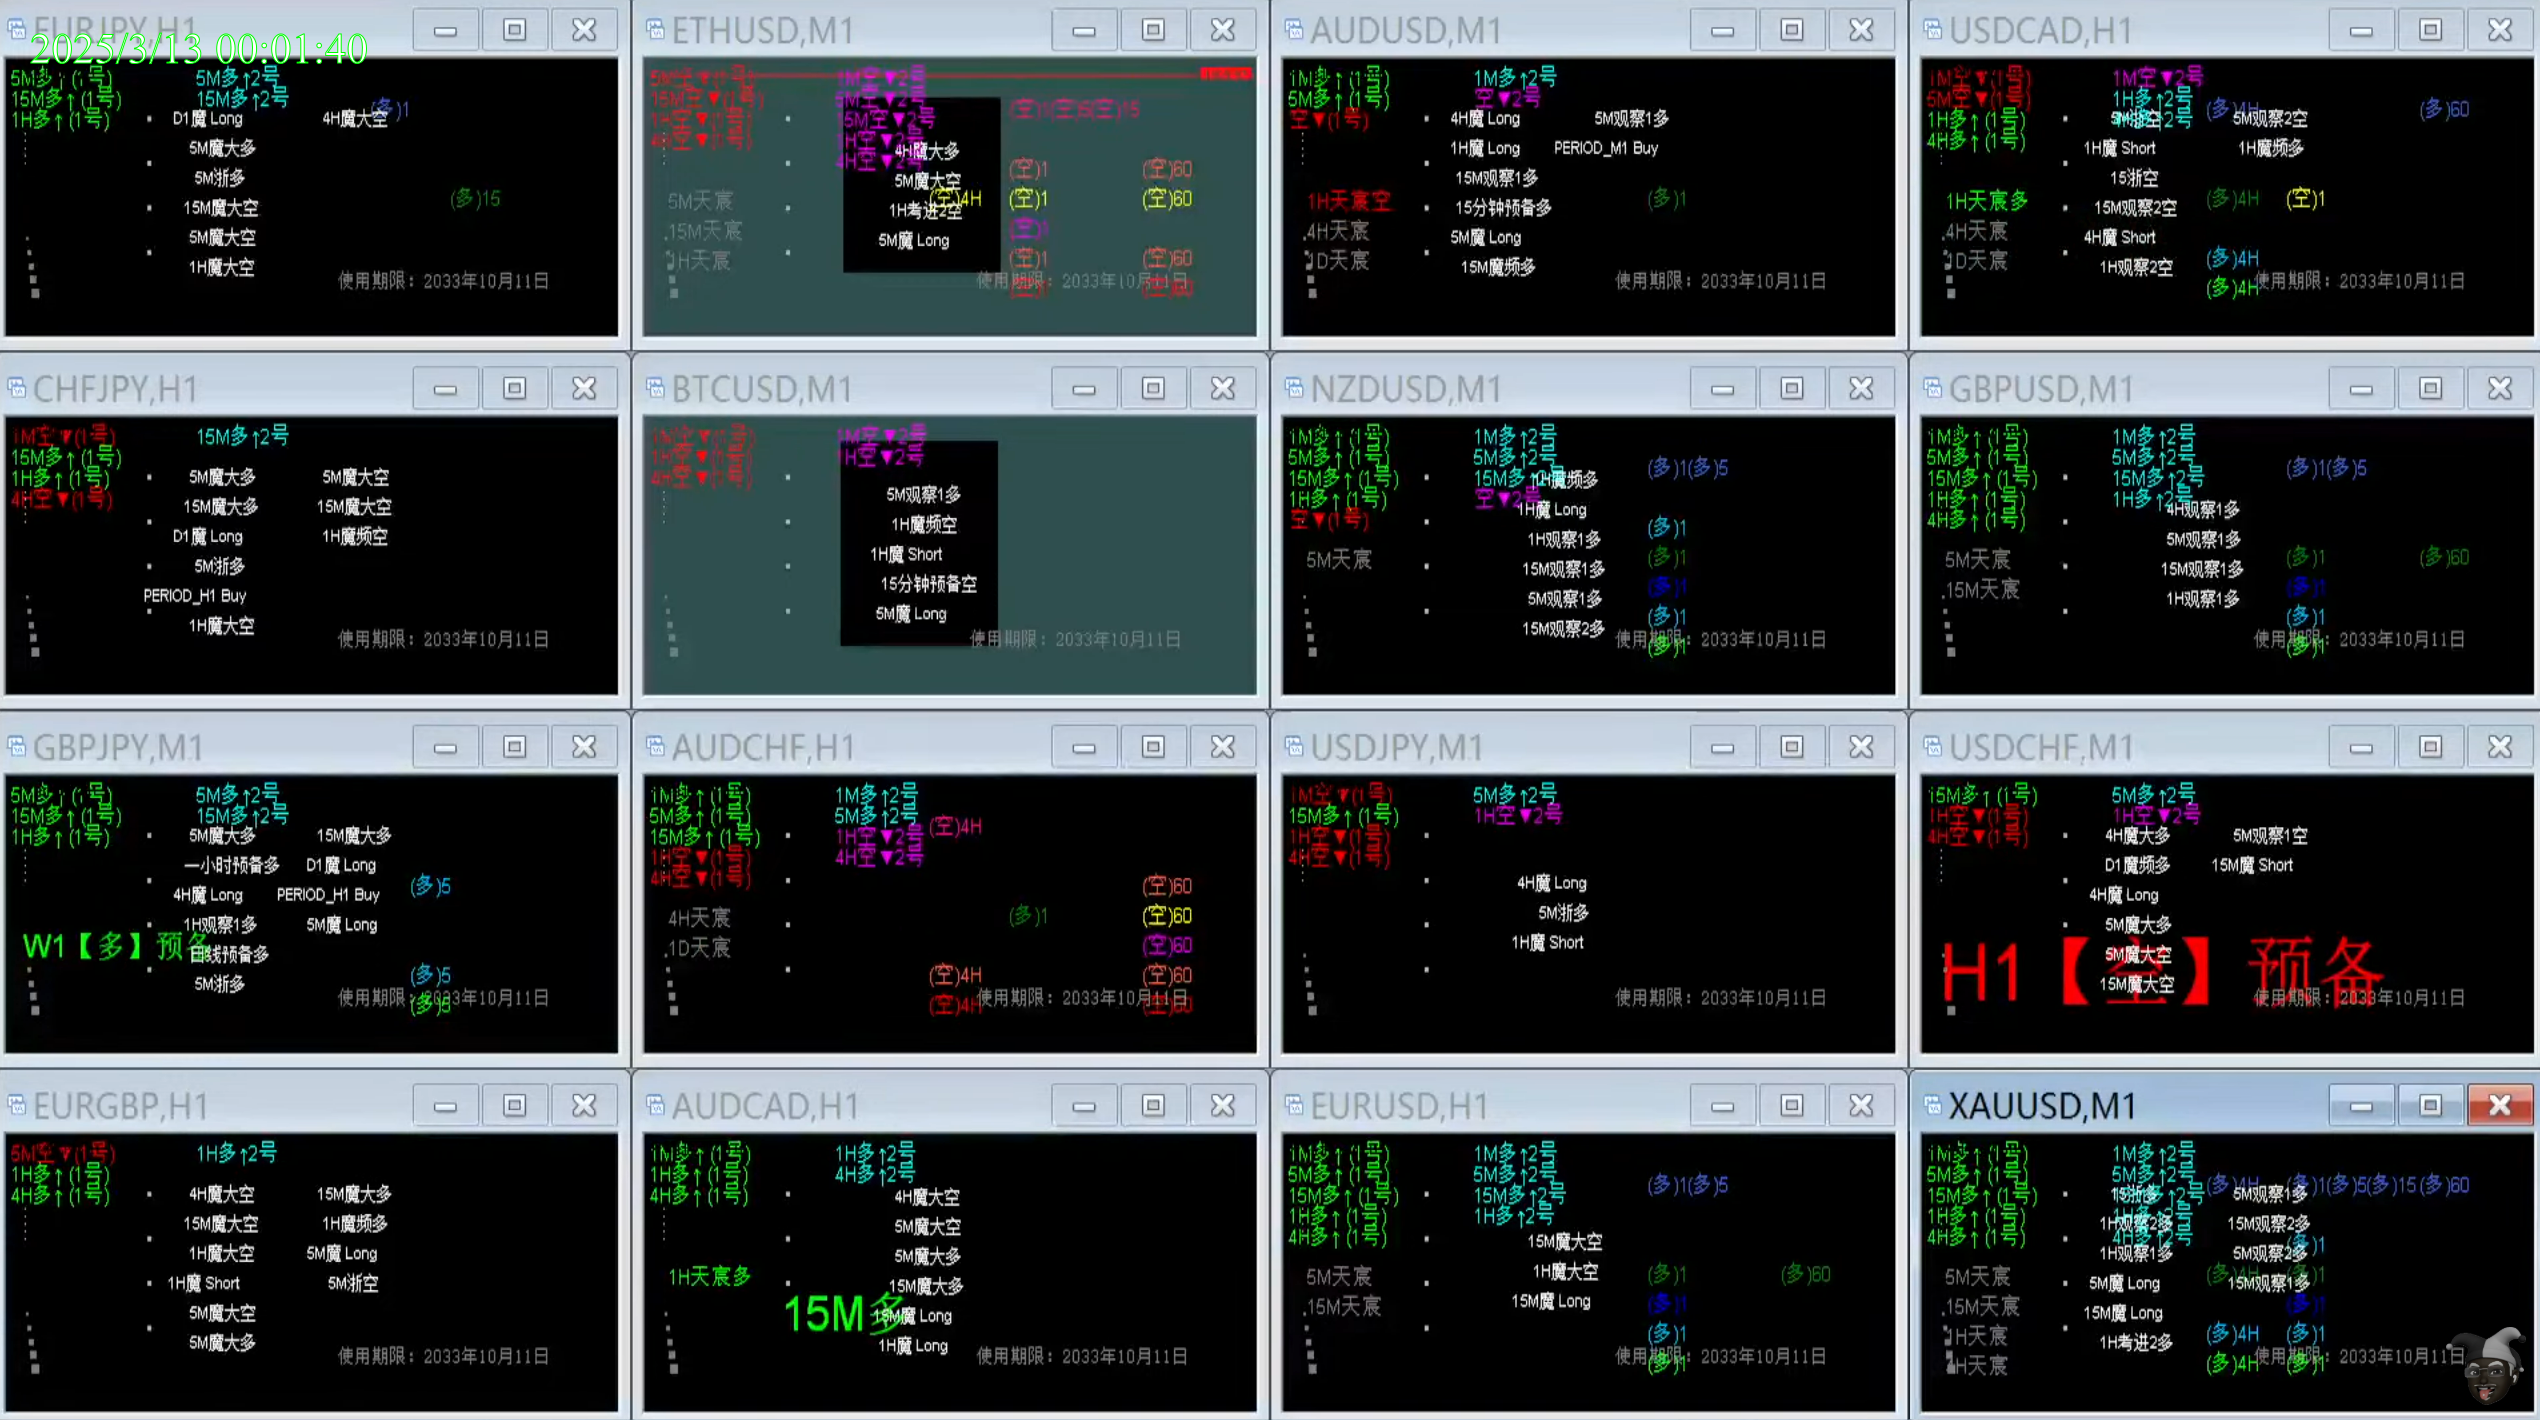 EURJPY,H1
2025/3/13 00:01:40
5M多↑(1号) 5M多↑2号
15M多↑(1号) 15M多↑2号
1H多↑(1号) D1魔 Long 4H魔大空 (多)1
5M魔大多
5M浙多
15M魔大空 (多)15
5M魔大空
1H魔大空
使用期限：2033年10月11日
ETHUSD,M1
5M空▼(1号) 1M空▼2号
15M空▼(1号) 5M空▼2号
1H空▼(1号) 15M空▼2号 (空)1(空)5(空)15
4H空▼(1号) 1H空▼2号
4H空▼2号
4H魔大多
(空)1 (空)60
5M魔大空
5M天宸 (空)4H (空)1 (空)60
1H考进2空
.15M天宸 5M魔 Long (空)1
1H天宸 (空)1 (空)60
使用期限：2033年10月11日
AUDUSD,M1
1M多↑(1号) 1M多↑2号
5M多↑(1号) 空▼2号
空▼(1号) 4H魔 Long 5M观察1多
1H魔 Long PERIOD_M1 Buy
15M观察1多
1H天宸空 15分钟预备多 (多)1
.4H天宸 5M魔 Long
1D天宸 15M魔频多
使用期限：2033年10月11日
USDCAD,H1
1M空▼(1号) 1M空▼2号
5M空▼(1号) 1H多↑2号 (多)4H (多)60
1H多↑(1号) 5M观察2空
4H多↑(1号) 1H魔 Short 1H魔频多
15浙空
1H天宸多 15M观察2空 (多)4H (空)1
.4H天宸 4H魔 Short
1D天宸 1H观察2空 (多)4H
(多)4H 使用期限：2033年10月11日
CHFJPY,H1
1M空▼(1号) 15M多↑2号
15M多↑(1号)
1H多↑(1号) 5M魔大多 5M魔大空
4H空▼(1号) 15M魔大多 15M魔大空
D1魔 Long 1H魔频空
5M浙多
PERIOD_H1 Buy
1H魔大空
使用期限：2033年10月11日
BTCUSD,M1
1M空▼(1号) 1M空▼2号
1H空▼(1号) 1H空▼2号
4H空▼(1号)
5M观察1多
1H魔频空
1H魔 Short
15分钟预备空
5M魔 Long
使用期限：2033年10月11日
NZDUSD,M1
1M多↑(1号) 1M多↑2号
5M多↑(1号) 5M多↑2号 (多)1(多)5
15M多↑(1号) 15M多↑2号 1H魔频多
1H多↑(1号) 空▼2号 1H魔 Long
空▼(1号) 1H观察1多 (多)1
5M天宸 15M观察1多 (多)1
5M观察1多 (多)1
15M观察2多 (多)1
使用期限：2033年10月11日
(多)1
GBPUSD,M1
1M多↑(1号) 1M多↑2号
5M多↑(1号) 5M多↑2号 (多)1(多)5
15M多↑(1号) 15M多↑2号
1H多↑(1号) 1H多↑2号
4H多↑(1号) 4H观察1多
5M观察1多
5M天宸 15M观察1多 (多)1 (多)60
.15M天宸 1H观察1多 (多)1
(多)1
使用期限：2033年10月11日
(多)1
GBPJPY,M1
5M多↑(1号) 5M多↑2号
15M多↑(1号) 15M多↑2号
1H多↑(1号) 5M魔大多 15M魔大多
一小时预备多 D1魔 Long
4H魔 Long PERIOD_H1 Buy (多)5
1H观察1多 5M魔 Long
W1【多】预备
日线预备多
5M浙多 (多)5
使用期限：2033年10月11日
(多)5
AUDCHF,H1
1M多↑(1号) 1M多↑2号
5M多↑(1号) 5M多↑2号
15M多↑(1号) 1H空▼2号 (空)4H
1H空▼(1号) 4H空▼2号
4H空▼(1号) (空)60
4H天宸 (多)1 (空)60
.1D天宸 (空)60
(空)4H (空)60
(空)4H 使用期限：2033年10月11日
USDJPY,M1
1M空▼(1号) 5M多↑2号
15M多↑(1号) 1H空▼2号
1H空▼(1号)
4H空▼(1号)
4H魔 Long
5M浙多
1H魔 Short
使用期限：2033年10月11日
USDCHF,M1
15M多↑(1号) 5M多↑2号
1H空▼(1号) 1H空▼2号
4H空▼(1号) 4H魔大多 5M观察1空
D1魔频多 15M魔 Short
4H魔 Long
5M魔大多
5M魔大空
H1【空】预备
15M魔大空
使用期限：2033年10月11日
EURGBP,H1
5M空▼(1号) 1H多↑2号
1H多↑(1号)
4H多↑(1号) 4H魔大空 15M魔大多
15M魔大空 1H魔频多
1H魔大空 5M魔 Long
1H魔 Short 5M浙空
5M魔大空
5M魔大多
使用期限：2033年10月11日
AUDCAD,H1
1M多↑(1号) 1H多↑2号
1H多↑(1号) 4H多↑2号
4H多↑(1号) 4H魔大空
5M魔大空
5M魔大多
1H天宸多 15M魔大多
15M多
15M魔 Long
1H魔 Long
使用期限：2033年10月11日
EURUSD,H1
1M多↑(1号) 1M多↑2号
5M多↑(1号) 5M多↑2号 (多)1(多)5
15M多↑(1号) 15M多↑2号
1H多↑(1号) 1H多↑2号
4H多↑(1号) 15M魔大空
5M天宸 1H魔大空 (多)1 (多)60
.15M天宸 15M魔 Long (多)1
(多)1
使用期限：2033年10月11日
(多)1
XAUUSD,M1
1M多↑(1号) 1M多↑2号
5M多↑(1号) 5M多↑2号 (多)4H (多)1(多)5(多)15(多)60
15M多↑(1号) 15浙多 5M观察1多
1H多↑(1号) 1H观察2多 15M观察2多
4H多↑(1号) 4H多↑2号 (多)1
1H观察1多 5M观察2多
5M天宸 5M魔 Long 15M观察1多
.15M天宸 15M魔 Long (多)1
1H天宸 1H考进2多 (多)4H (多)1
4H天宸 (多)4H 使用期限：2033年10月11日